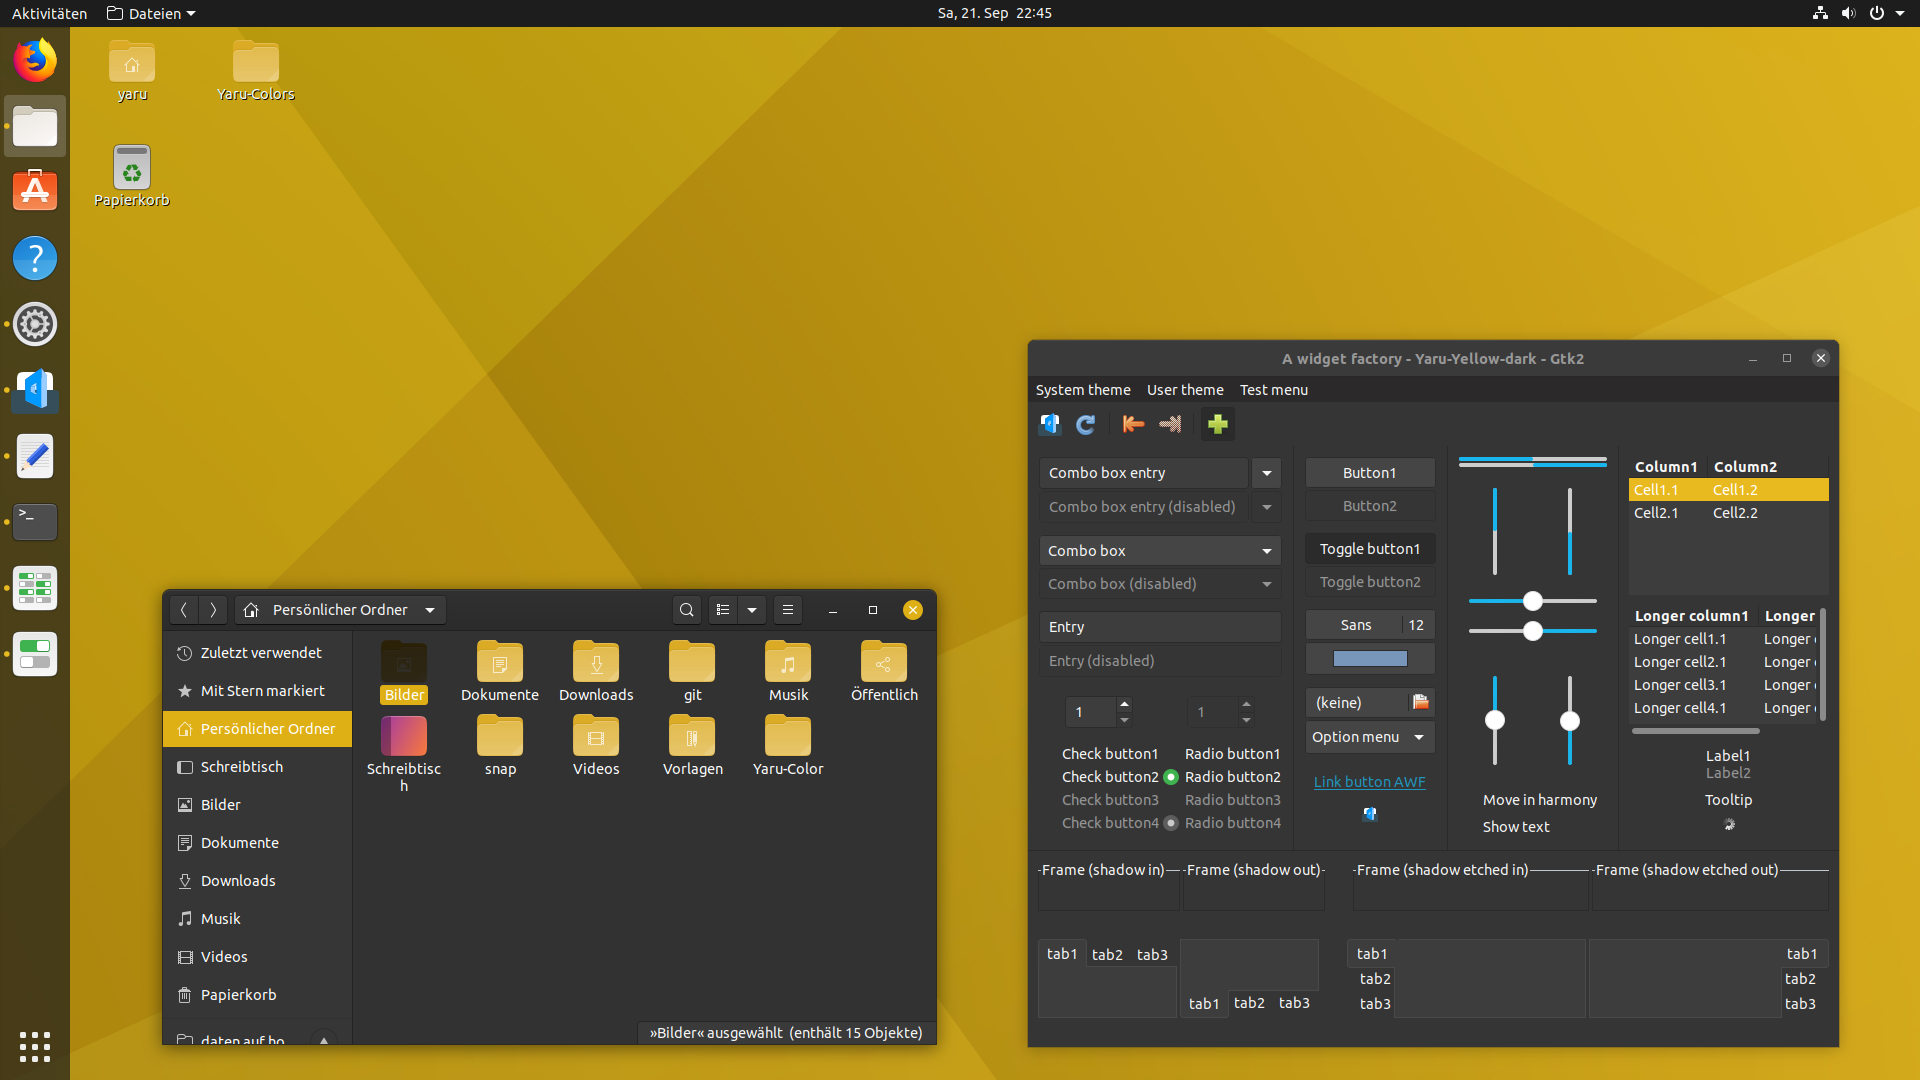 Aktivitäten
Dateien
Sa, 21. Sep 22:45
yaru
Yaru-Colors
Papierkorb
Persönlicher Ordner
Zuletzt verwendet
Mit Stern markiert
Persönlicher Ordner
Schreibtisch
Bilder
Dokumente
Downloads
Musik
Videos
Papierkorb
daten auf ho
Bilder
Dokumente
Downloads
git
Musik
Öffentlich
Schreibtisc
h
snap
Videos
Vorlagen
Yaru-Color
»Bilder« ausgewählt (enthält 15 Objekte)
A widget factory - Yaru-Yellow-dark - Gtk2
System theme
User theme
Test menu
Combo box entry
Combo box entry (disabled)
Combo box
Combo box (disabled)
Entry
Entry (disabled)
1
1
Check button1
Radio button1
Check button2
Radio button2
Check button3
Radio button3
Check button4
Radio button4
Button1
Button2
Toggle button1
Toggle button2
Sans
12
(keine)
Option menu
Link button AWF
Move in harmony
Show text
Column1
Column2
Cell1.1
Cell1.2
Cell2.1
Cell2.2
Longer column1
Longer
Longer cell1.1
Longer
Longer cell2.1
Longer
Longer cell3.1
Longer
Longer cell4.1
Longer
Label1
Label2
Tooltip
Frame (shadow in)
Frame (shadow out)
Frame (shadow etched in)
Frame (shadow etched out)
tab1
tab2
tab3
tab1
tab2
tab3
tab1
tab2
tab3
tab1
tab2
tab3